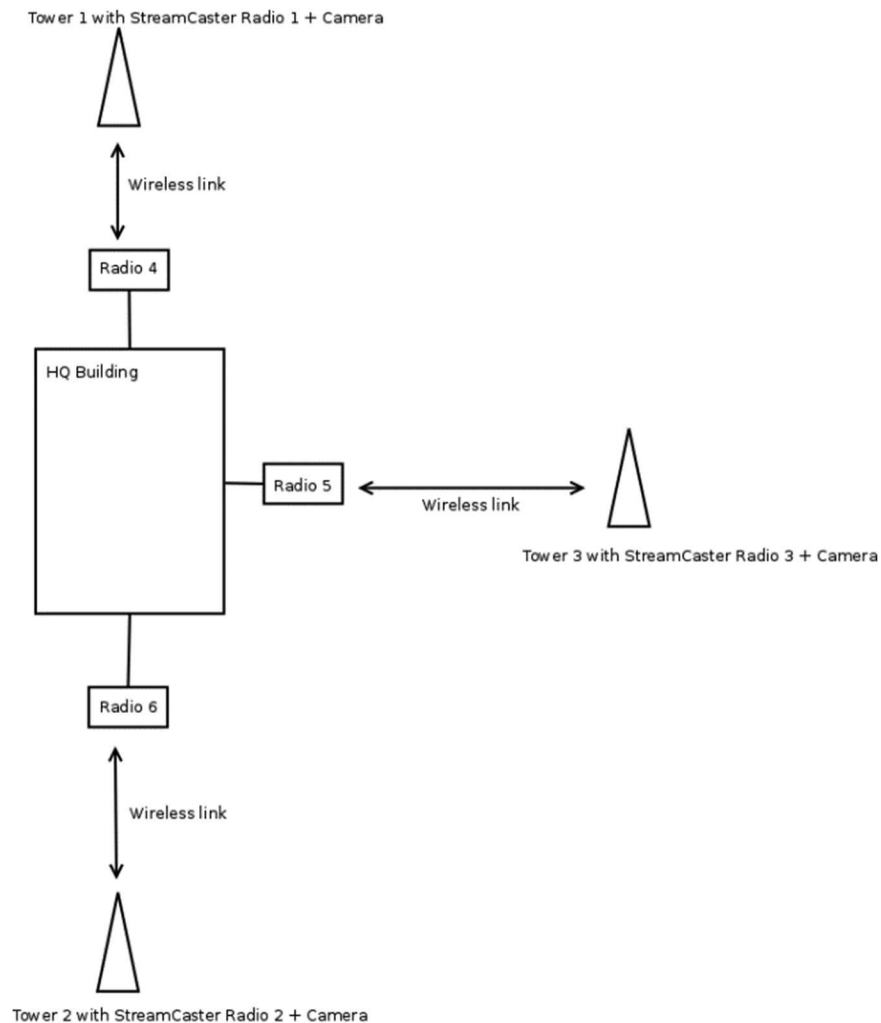 Tower 1 with StreamCaster Radio 1 + Camera
Wireless link
Radio 4
HQ Building
Radio 5
Wireless link
Tower 3 with StreamCaster Radio 3 + Camera
Radio 6
Wireless link
Tower 2 with StreamCaster Radio 2 + Camera